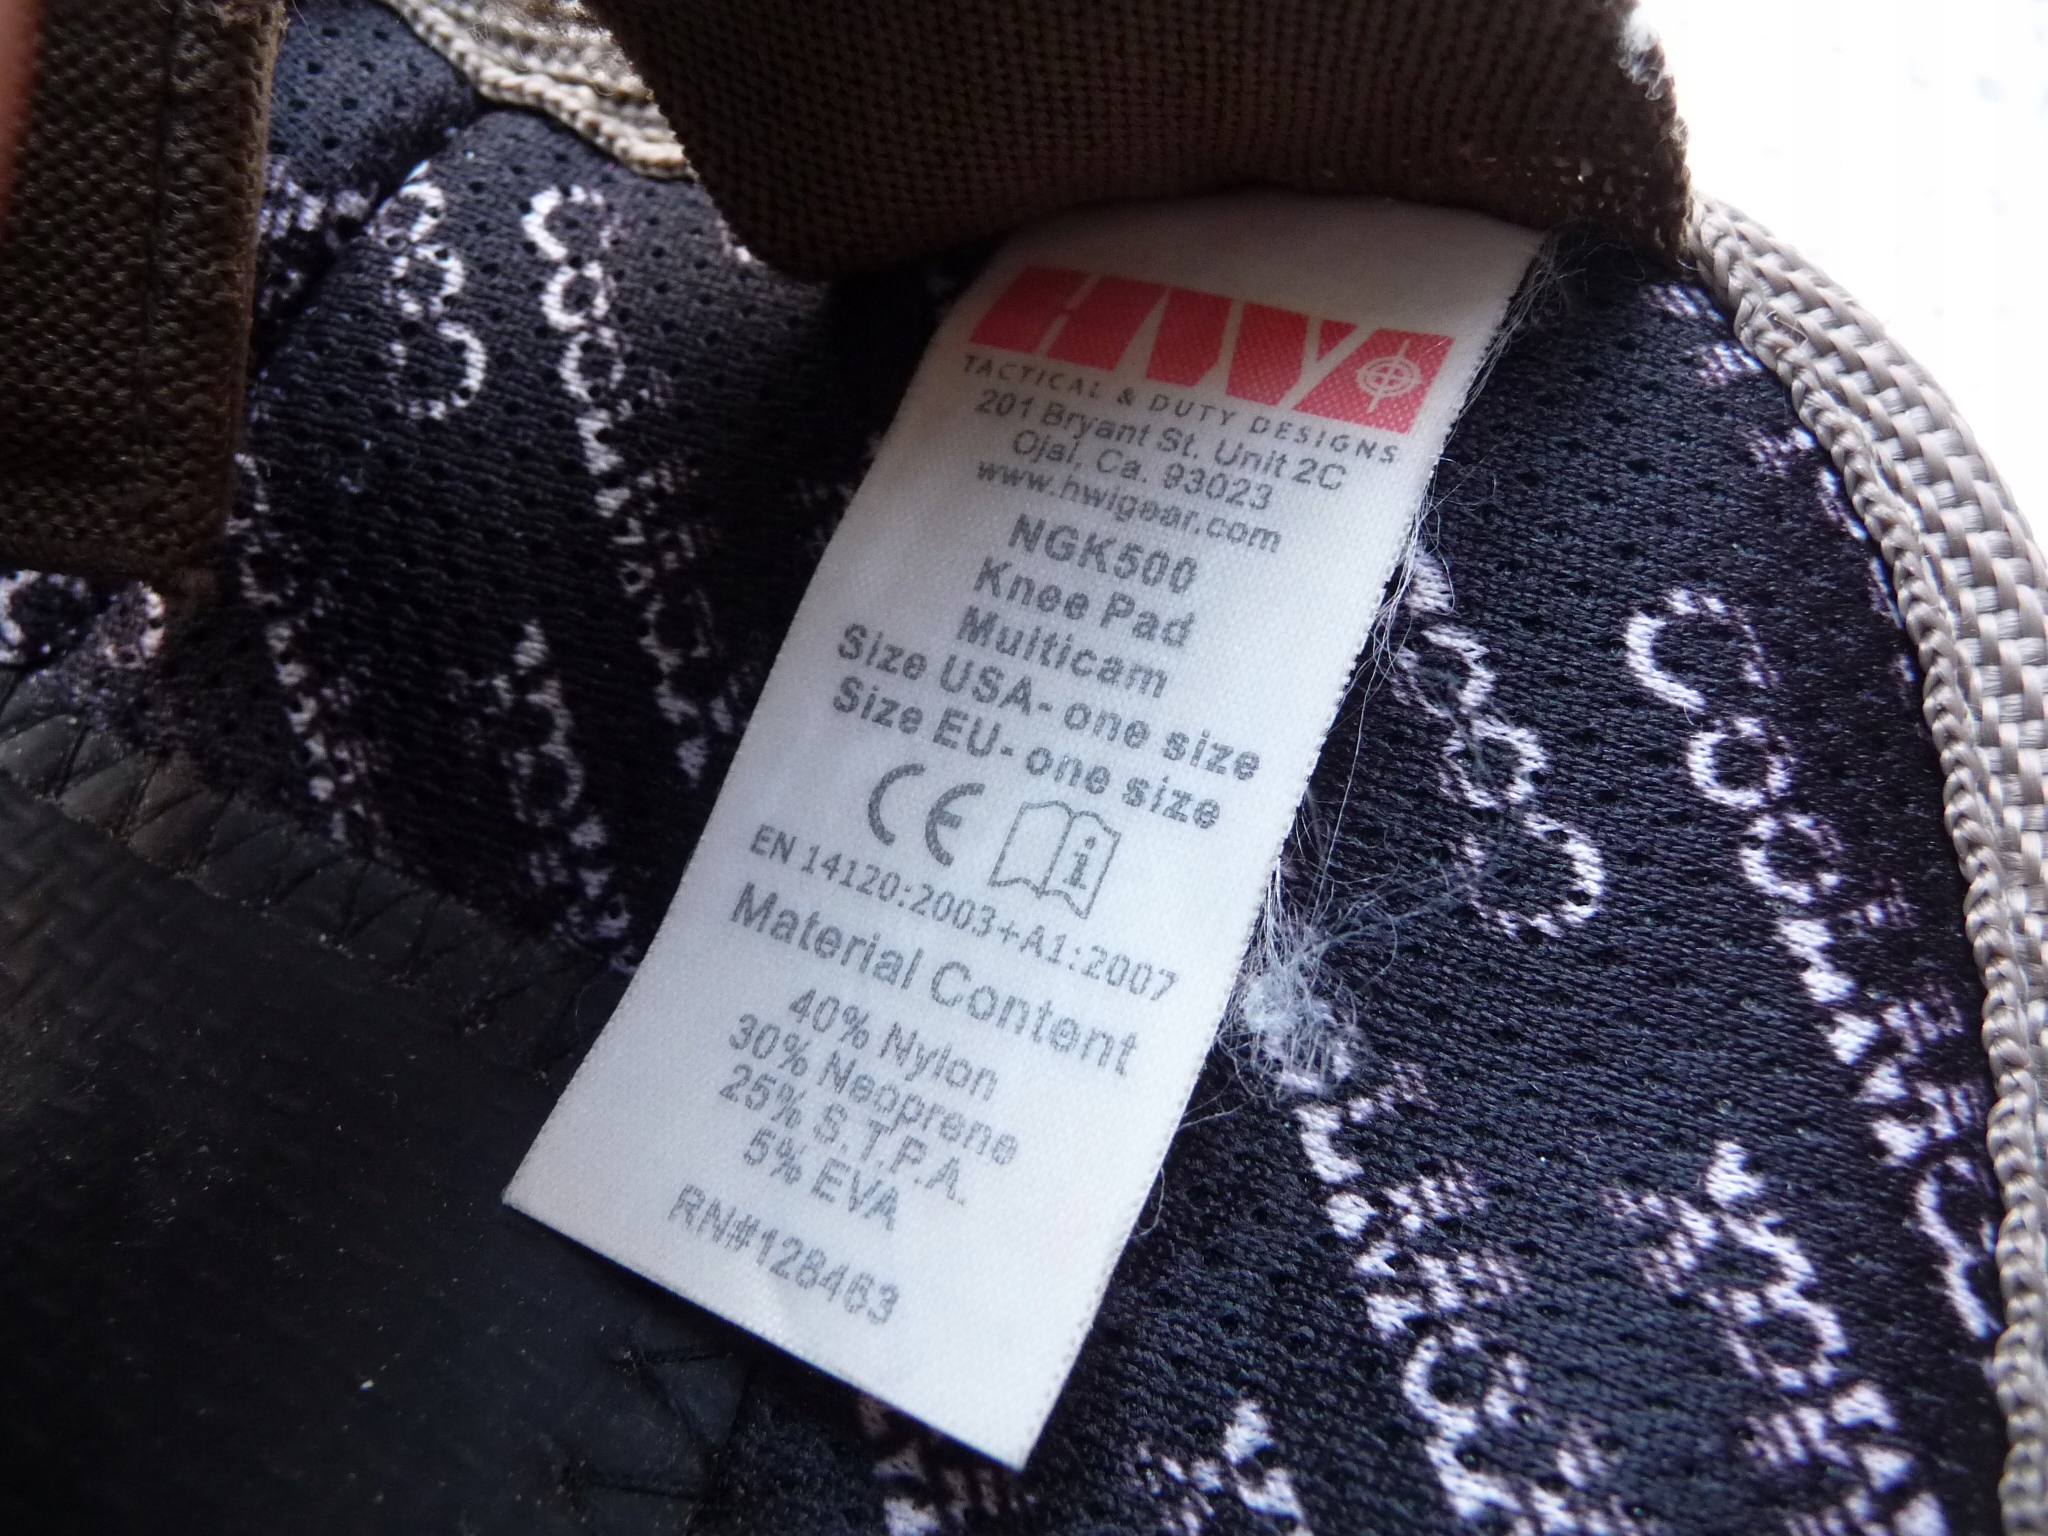 HWI
TACTICAL & DUTY DESIGNS
201 Bryant St. Unit 2C
Ojai, Ca. 93023
www.hwigear.com
NGK500
Knee Pad
Multicam
Size USA- one size
Size EU- one size
CE i
EN 14120:2003+A1:2007
Material Content
40% Nylon
30% Neoprene
25% S.T.P.A.
5% EVA
RN#128463